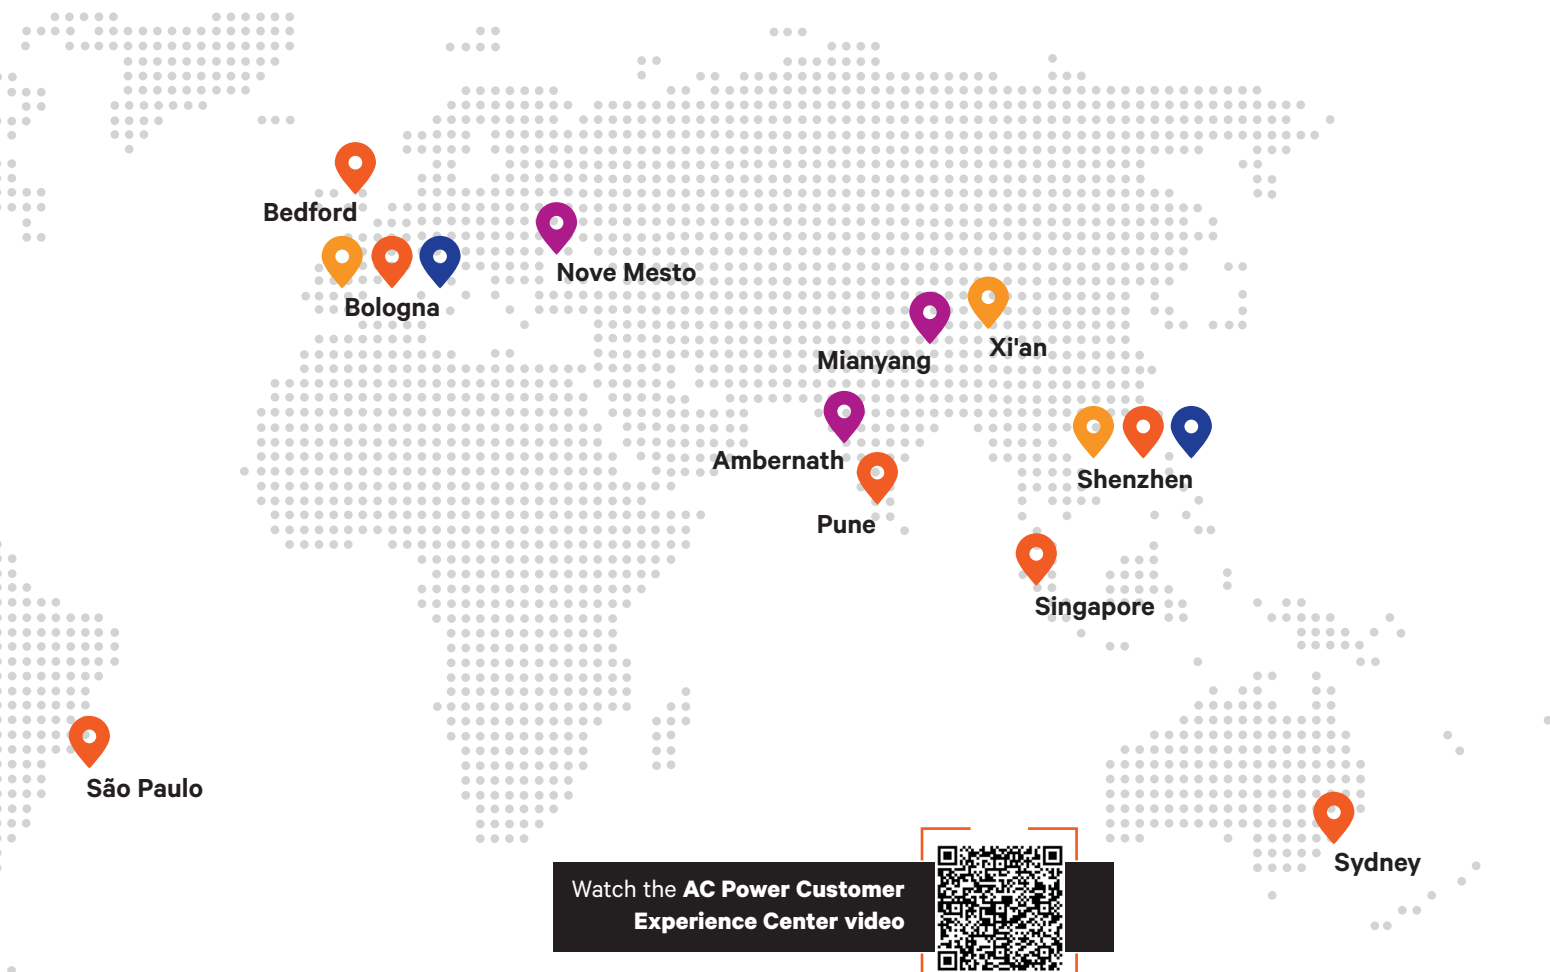 Bedford
Nove Mesto
Bologna
Xi'an
Mianyang
Ambernath
Shenzhen
Pune
Singapore
São Paulo
Sydney
Watch the AC Power Customer
Experience Center video